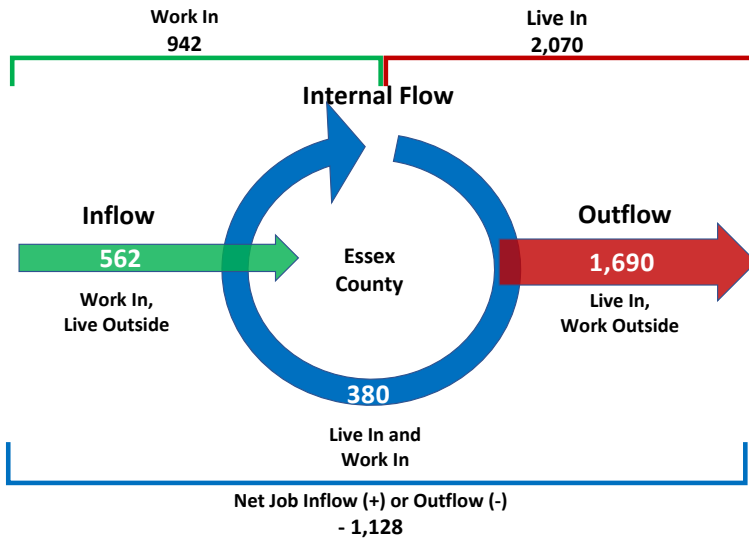 Work In
942
Live In
2,070
Internal Flow
Inflow
562
Work In,
Live Outside
Essex
County
Outflow
1,690
Live In,
Work Outside
380
Live In and
Work In
Net Job Inflow (+) or Outflow (-)
- 1,128